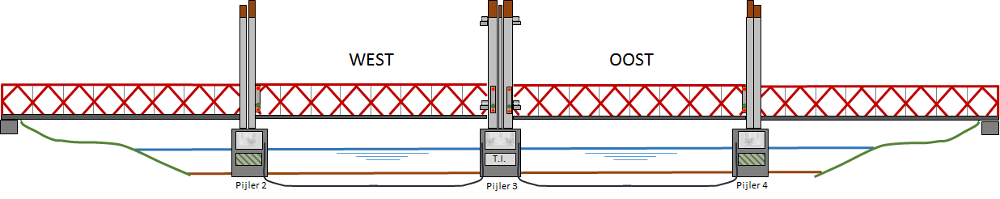 WEST
OOST
T.I.
Pijler 2
Pijler 3
Pijler 4